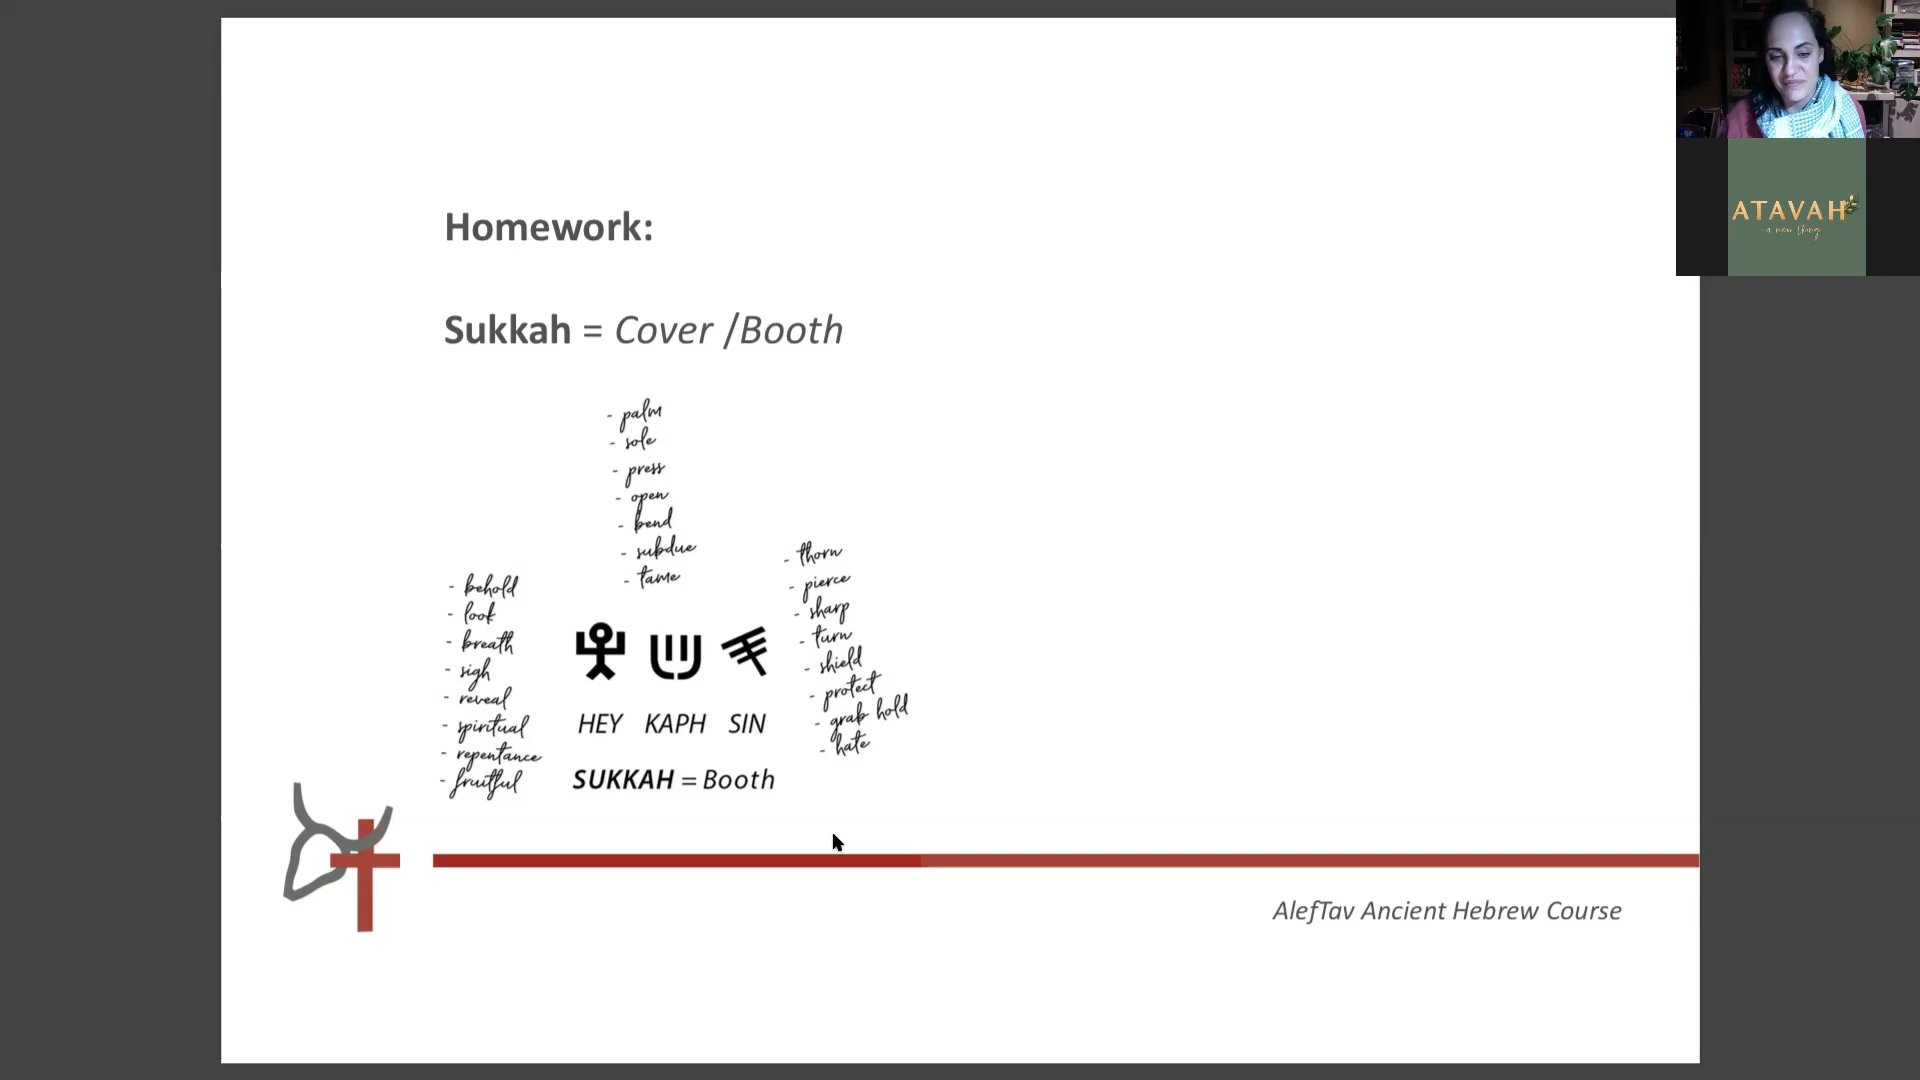 Homework:
Sukkah = Cover /Booth
- palm
- sole
- press
- open
- bend
- subdue
- tame
- behold
- look
- breath
- sigh
- reveal
- spiritual
- repentance
- fruitful
- thorn
- pierce
- sharp
- turn
- shield
- protect
- grab hold
- hate
HEY KAPH SIN
SUKKAH = Booth
AlefTav Ancient Hebrew Course
ATAVAH
a new thing